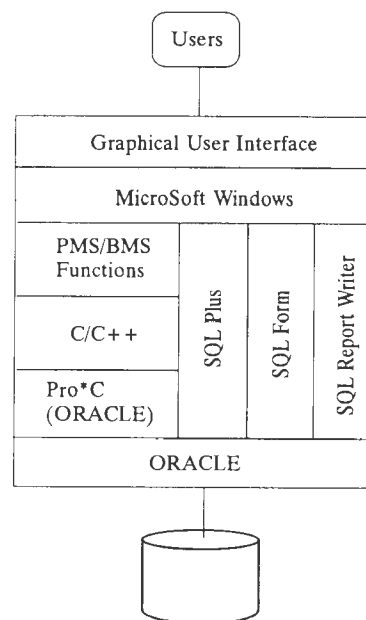 Users
Graphical User Interface
MicroSoft Windows
PMS/BMS
Functions
C/C++
Pro*C
(ORACLE)
SQL Plus
SQL Form
SQL Report Writer
ORACLE